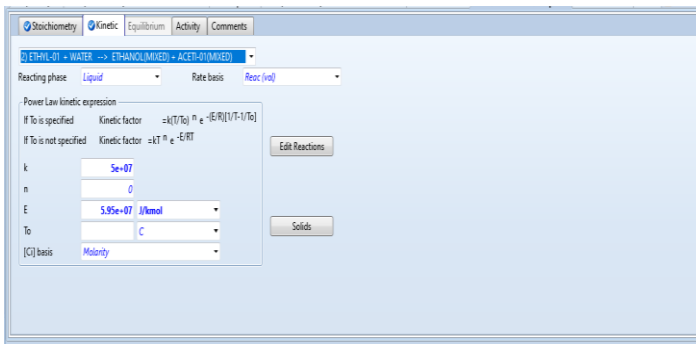 Stoichiometry Kinetic Equilibrium Activity Comments
2) ETHYL-01 + WATER --> ETHANOL(MIXED) + ACETI-01(MIXED)
Reacting phase Liquid Rate basis Reac (vol)
Power Law kinetic expression
If To is specified Kinetic factor =k(T/To) n e -(E/R)[1/T-1/To]
If To is not specified Kinetic factor =kT n e -E/RT
Edit Reactions
k 5e+07
n 0
E 5.95e+07 J/kmol
To C
Solids
[Ci] basis Molarity